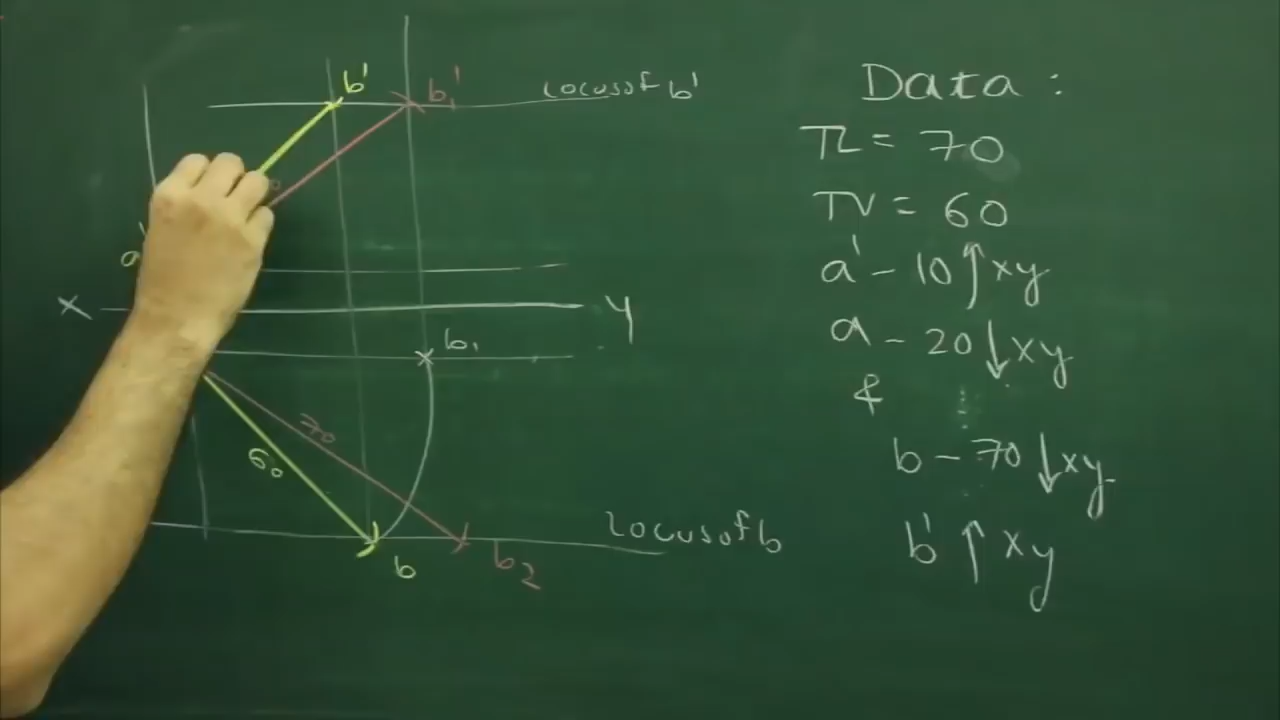 b' b₁' locus of b'
a'
X Y
b₁
70
60
locus of b
b b₂
Data :
TL = 70
TV = 60
a' - 10 ↑ xy
a - 20 ↓ xy
&
b - 70 ↓ xy
b' ↑ xy